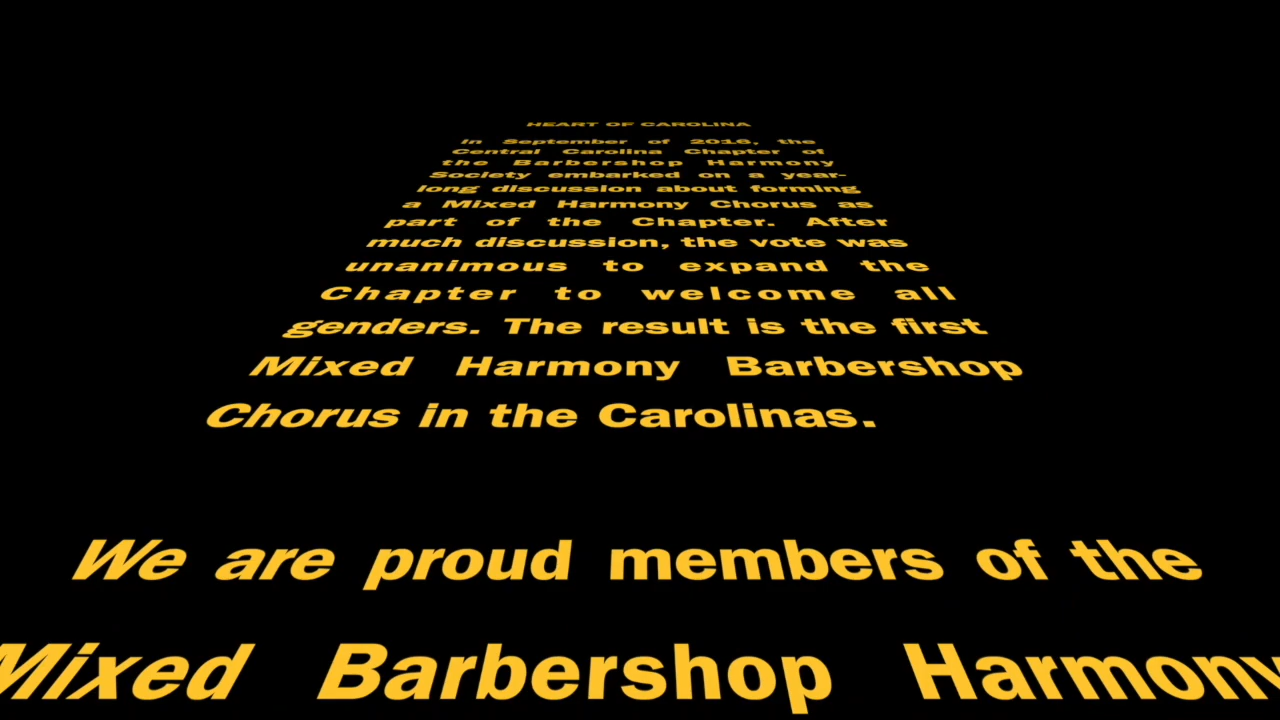 HEART OF CAROLINA
In September of 2016, the
Central Carolina Chapter of
the Barbershop Harmony
Society embarked on a year-
long discussion about forming
a Mixed Harmony Chorus as
part of the Chapter. After
much discussion, the vote was
unanimous to expand the
Chapter to welcome all
genders. The result is the first
Mixed Harmony Barbershop
Chorus in the Carolinas.
We are proud members of the
Mixed Barbershop Harmony